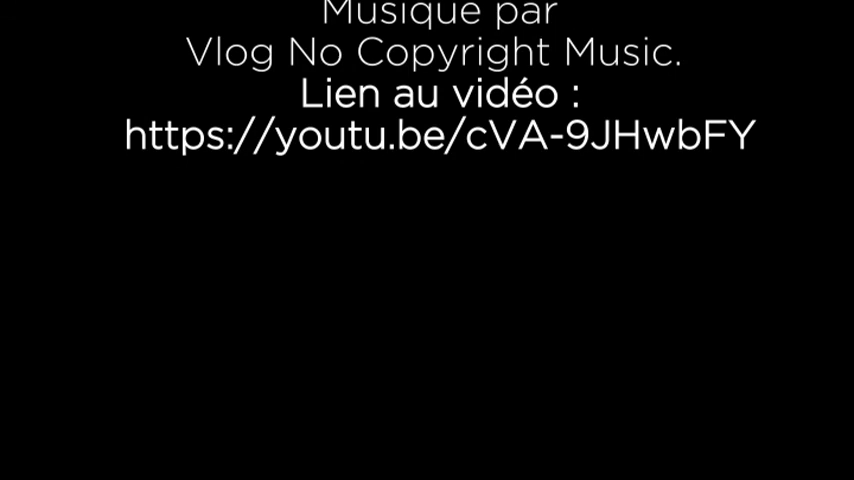 Musique par
Vlog No Copyright Music.
Lien au vidéo :
https://youtu.be/cVA-9JHwbFY